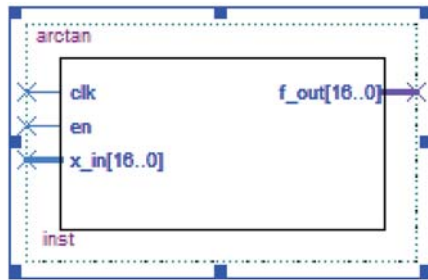 arctan
clk f_out[16..0]
en
x_in[16..0]
inst